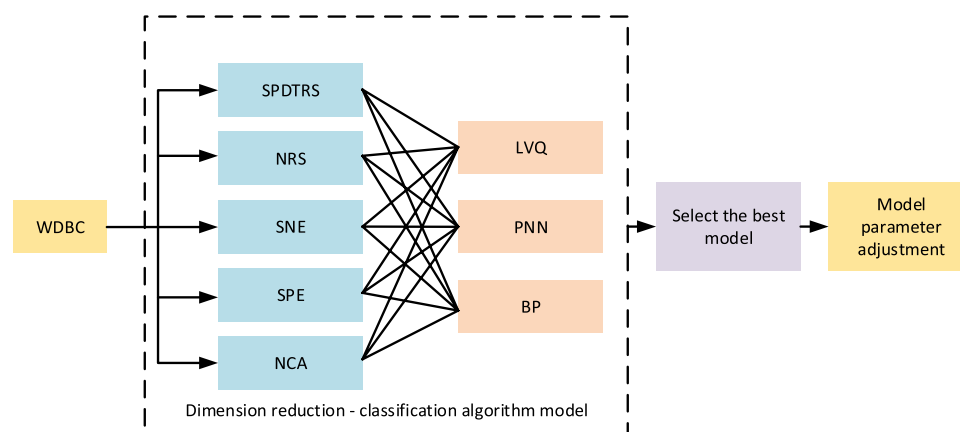 WDBC
SPDTRS
NRS
SNE
SPE
NCA
LVQ
PNN
BP
Dimension reduction - classification algorithm model
Select the best
model
Model
parameter
adjustment